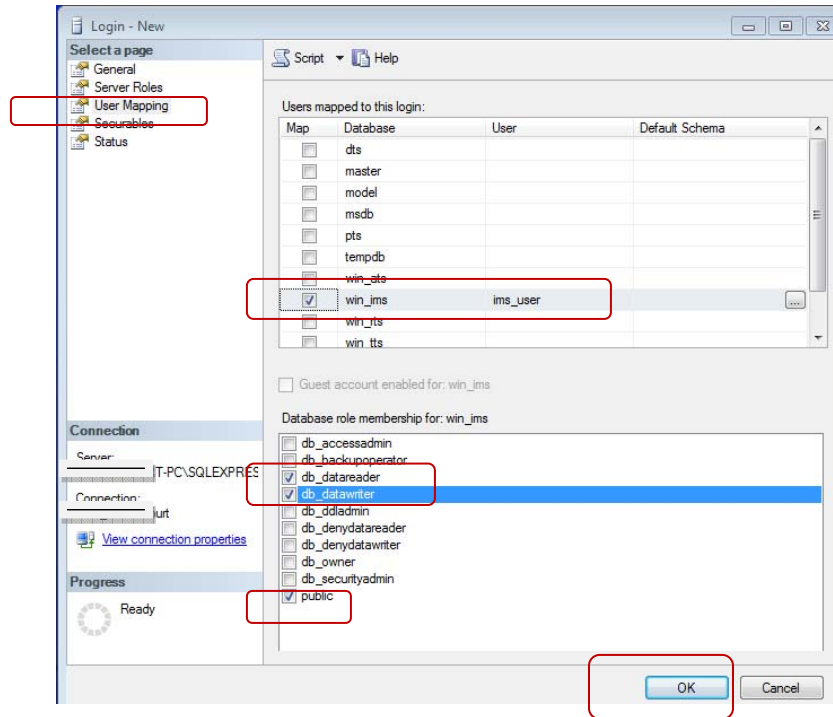 Login - New
Select a page
General
Server Roles
User Mapping
Securables
Status
Script Help
Users mapped to this login:
Map Database User Default Schema
dts
master
model
msdb
pts
tempdb
win_ats
win_ims ims_user ...
win_rts
win_tts
Guest account enabled for: win_ims
Database role membership for: win_ims
db_accessadmin
db_backupoperator
db_datareader
db_datawriter
db_ddladmin
db_denydatareader
db_denydatawriter
db_owner
db_securityadmin
public
Connection
Server:
T-PC\SQLEXPRES
Connection:
urt
View connection properties
Progress
Ready
OK Cancel